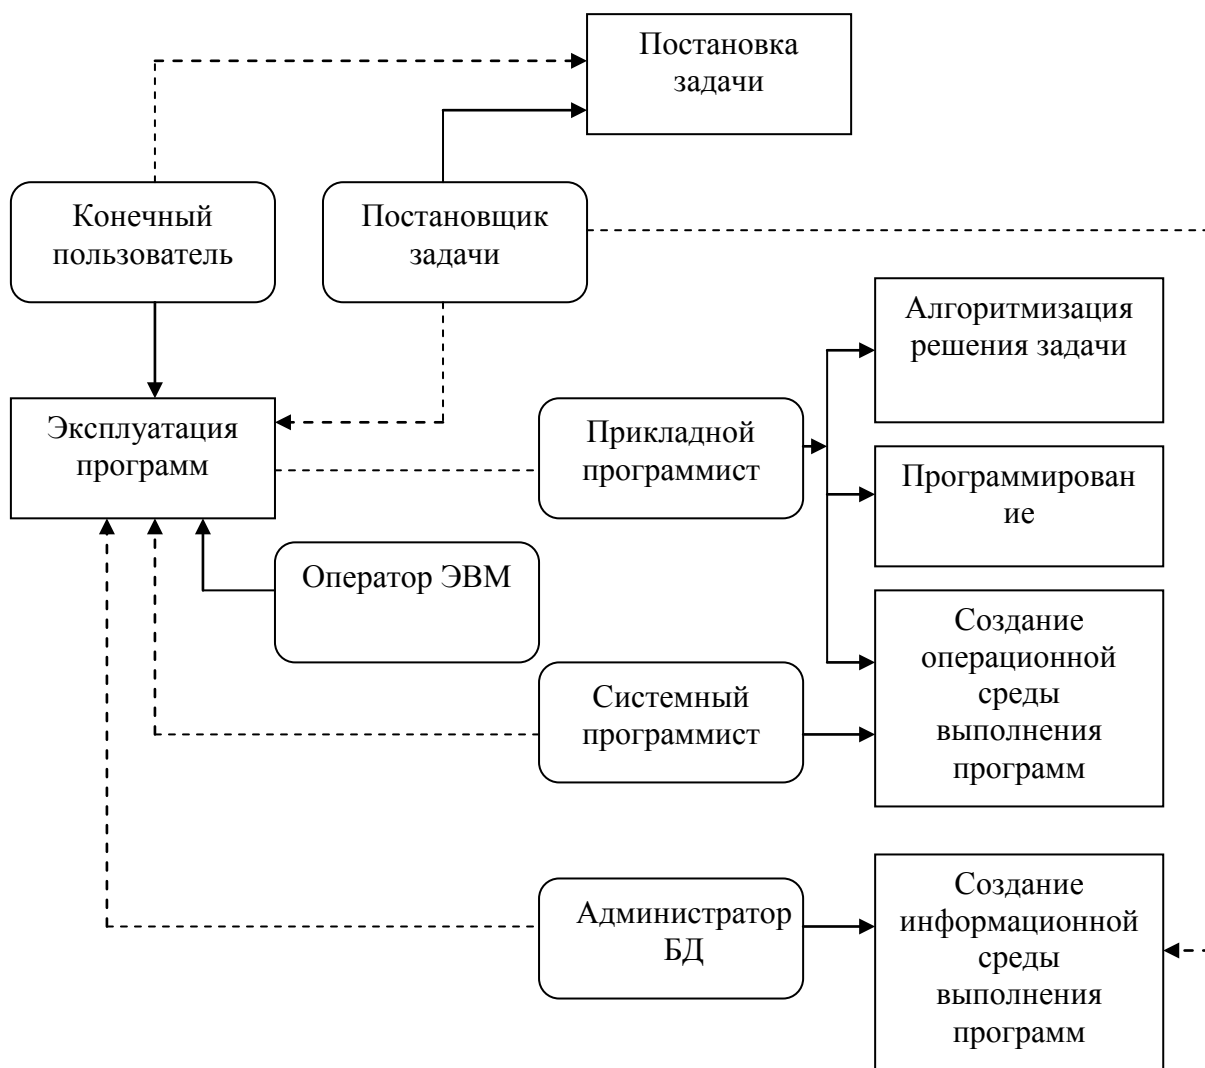 Постановка
задачи
Конечный
пользователь
Постановщик
задачи
Алгоритмизация
решения задачи
Эксплуатация
программ
Прикладной
программист
Программирован
ие
Оператор ЭВМ
Создание
операционной
среды
выполнения
программ
Системный
программист
Администратор
БД
Создание
информационной
среды
выполнения
программ